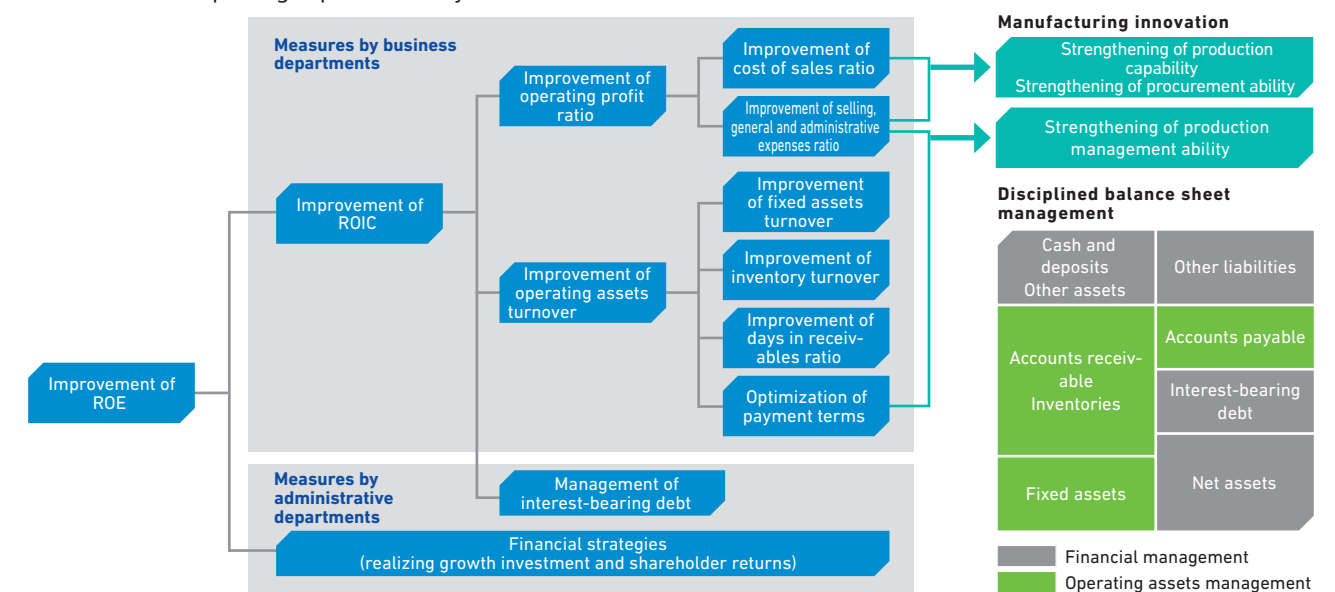 Measures by business
departments
Improvement of
operating profit
ratio
Improvement of
cost of sales ratio
Improvement of selling,
general and administrative
expenses ratio
Improvement of
ROIC
Improvement
of fixed assets
turnover
Improvement of
operating assets
turnover
Improvement of
inventory turnover
Improvement of
days in receiv-
ables ratio
Optimization of
payment terms
Improvement of
ROE
Measures by
administrative
departments
Management of
interest-bearing debt
Financial strategies
(realizing growth investment and shareholder returns)
Manufacturing innovation
Strengthening of production
capability
Strengthening of procurement ability
Strengthening of production
management ability
Disciplined balance sheet
management
Cash and
deposits
Other assets
Other liabilities
Accounts receiv-
able
Inventories
Accounts payable
Interest-bearing
debt
Fixed assets
Net assets
Financial management
Operating assets management